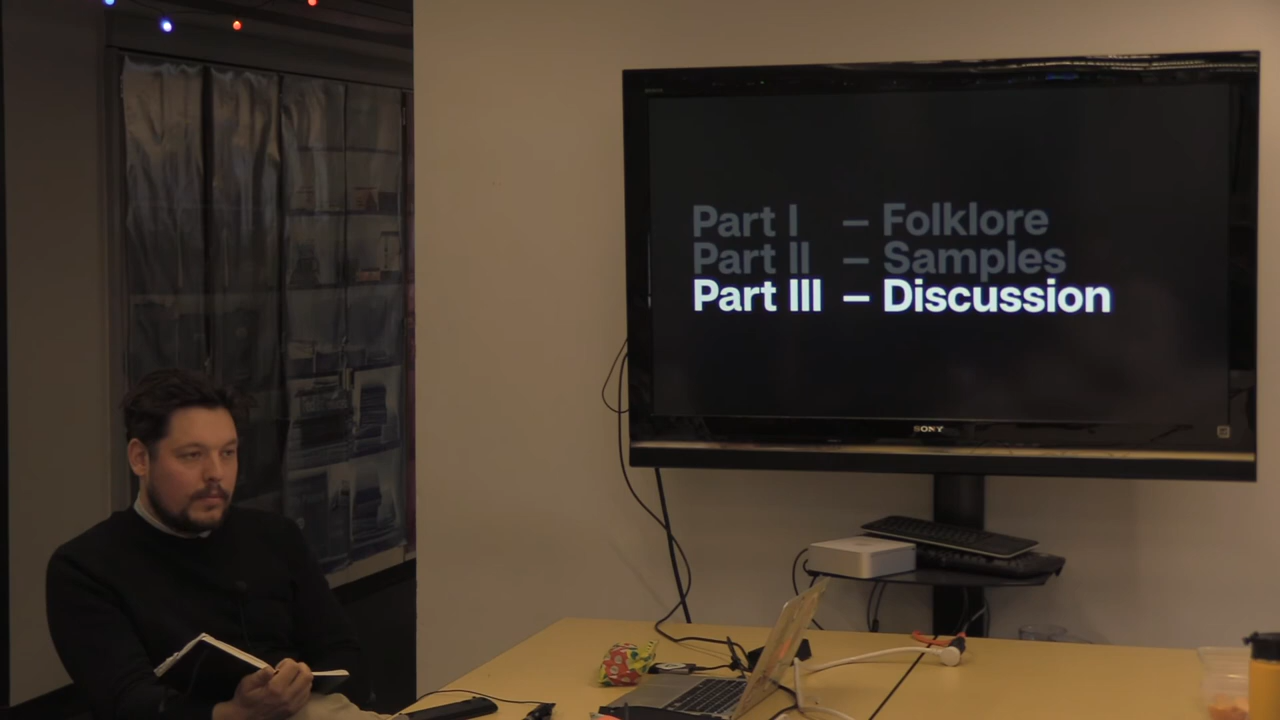 Part I – Folklore
Part II – Samples
Part III – Discussion
SONY